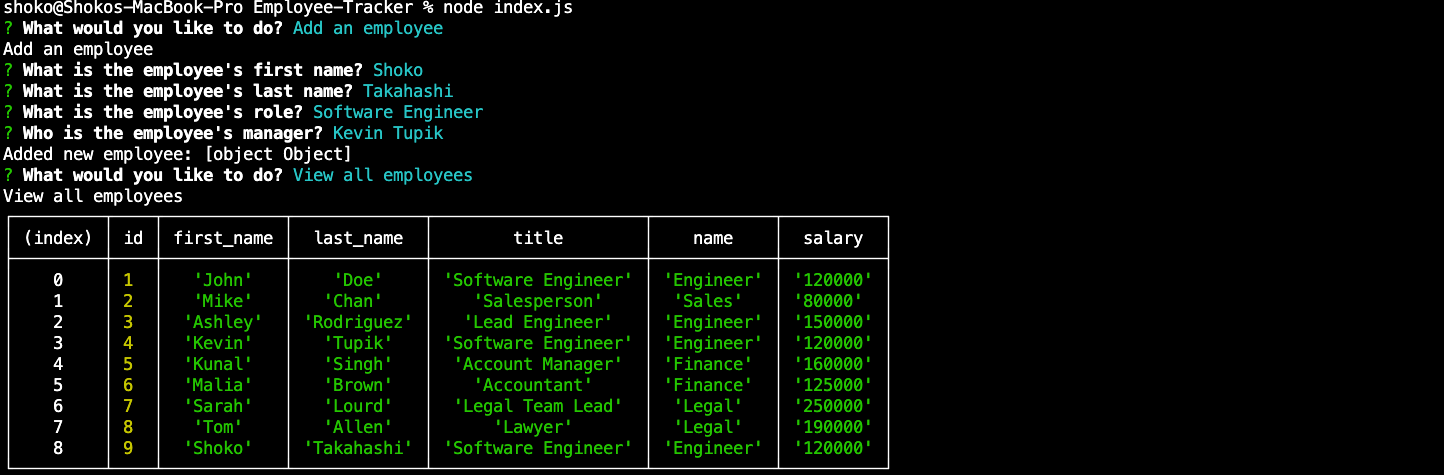 shoko@Shokos-MacBook-Pro Employee-Tracker % node index.js
? What would you like to do? Add an employee
Add an employee
? What is the employee's first name? Shoko
? What is the employee's last name? Takahashi
? What is the employee's role? Software Engineer
? Who is the employee's manager? Kevin Tupik
Added new employee: [object Object]
? What would you like to do? View all employees
View all employees
(index) id first_name last_name title name salary
0 1 'John' 'Doe' 'Software Engineer' 'Engineer' '120000'
1 2 'Mike' 'Chan' 'Salesperson' 'Sales' '80000'
2 3 'Ashley' 'Rodriguez' 'Lead Engineer' 'Engineer' '150000'
3 4 'Kevin' 'Tupik' 'Software Engineer' 'Engineer' '120000'
4 5 'Kunal' 'Singh' 'Account Manager' 'Finance' '160000'
5 6 'Malia' 'Brown' 'Accountant' 'Finance' '125000'
6 7 'Sarah' 'Lourd' 'Legal Team Lead' 'Legal' '250000'
7 8 'Tom' 'Allen' 'Lawyer' 'Legal' '190000'
8 9 'Shoko' 'Takahashi' 'Software Engineer' 'Engineer' '120000'